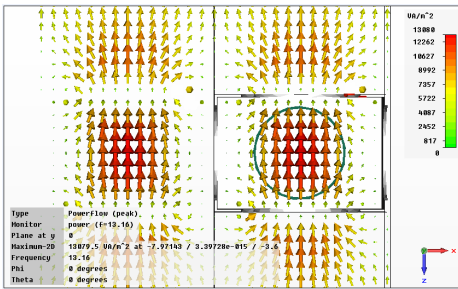 VA/m^2
13080
12262
10627
8992
7357
5722
4087
2452
817
0
Type Powerflow (peak)
Monitor power (f=13.16)
Plane at y 0
Maximum-2D 13079.5 VA/m^2 at -7.97143 / 3.39728e-015 / -3.6
Frequency 13.16
Phi 0 degrees
Theta 0 degrees
x
z